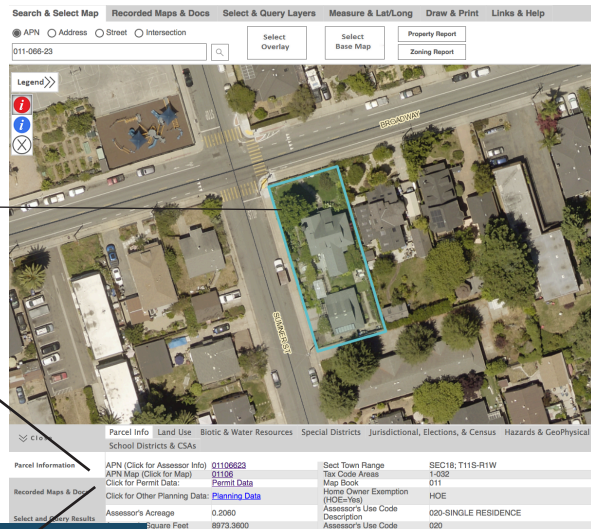 Search & Select Map Recorded Maps & Docs Select & Query Layers Measure & Lat/Long Draw & Print Links & Help
APN Address Street Intersection
011-066-23
Select Overlay
Select Base Map
Property Report
Zoning Report
Legend
BROADWAY
SUMNER ST
Parcel Info Land Use Biotic & Water Resources Special Districts Jurisdictional, Elections, & Census Hazards & GeoPhysical
School Districts & CSAs
Parcel Information
APN (Click for Assessor Info) 01106623 Sect Town Range SEC18; T11S-R1W
APN Map (Click for Map) 01106 Tax Code Areas 1-032
Click for Permit Data: Permit Data Map Book 011
Recorded Maps & Docs
Click for Other Planning Data: Planning Data Home Owner Exemption (HOE=Yes) HOE
Select and Query Results
Assessor's Acreage 0.2060 Assessor's Use Code Description 020-SINGLE RESIDENCE
Square Feet 8973.3600 Assessor's Use Code 020